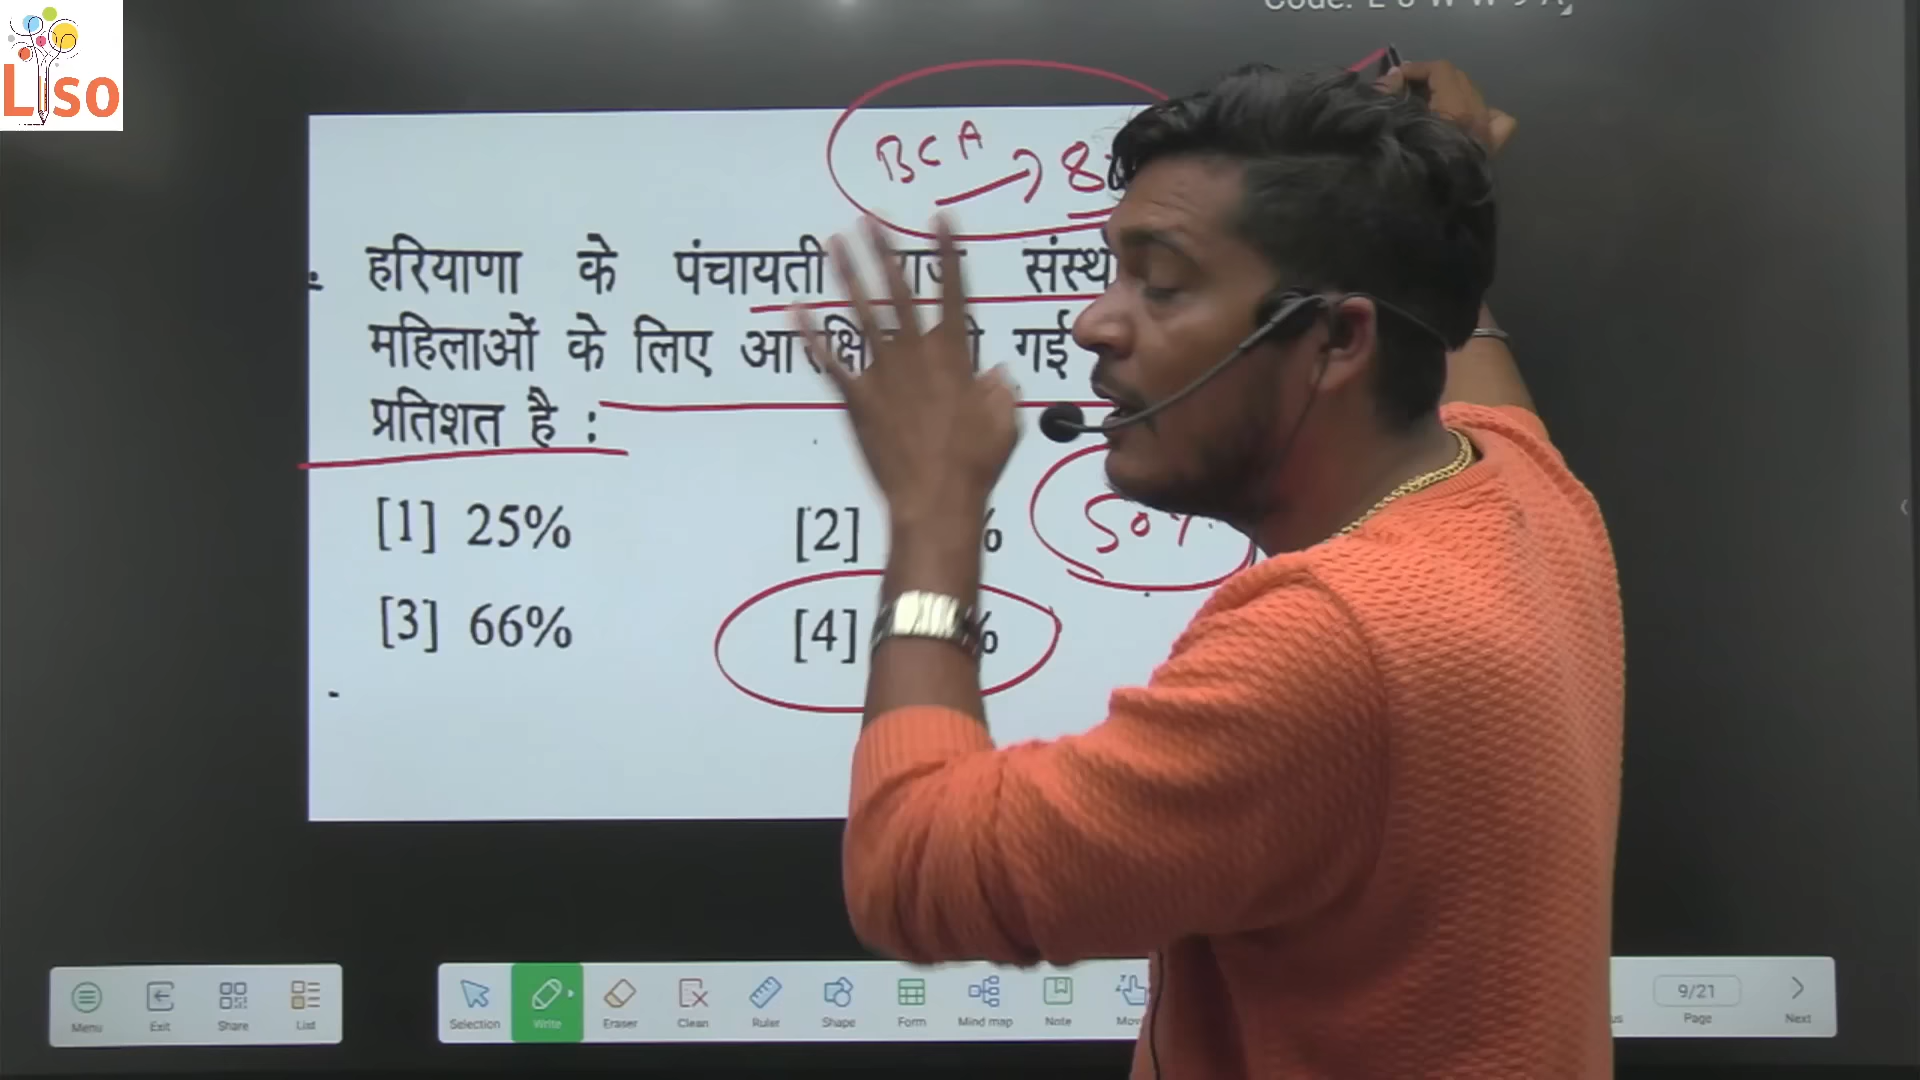 Liso
BCA → 8
हरियाणा के पंचायती
महिलाओं के लिए गई
प्रतिशत है :
[1] 25% [2]
50%
[3] 66% [4]
Menu Exit Share List
Selection Write Eraser Clean Ruler Shape Form Mind map Note
9/21
Page Next